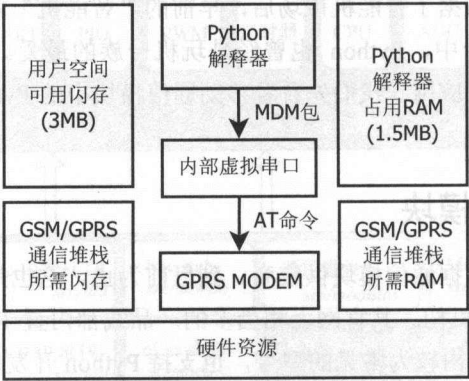 用户空间
可用闪存
(3MB)
Python
解释器
Python
解释器
占用RAM
(1.5MB)
MDM包
内部虚拟串口
AT命令
GSM/GPRS
通信堆栈
所需闪存
GPRS MODEM
GSM/GPRS
通信堆栈
所需RAM
硬件资源